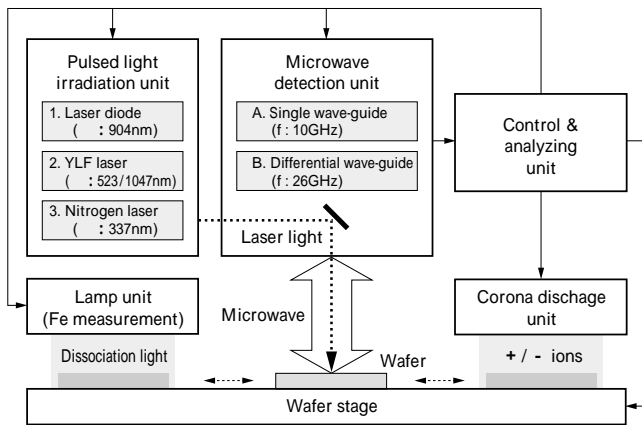 Pulsed light
irradiation unit
1. Laser diode
( : 904nm)
2. YLF laser
( : 523/1047nm)
3. Nitrogen laser
( : 337nm)
Microwave
detection unit
A. Single wave-guide
(f : 10GHz)
B. Differential wave-guide
(f : 26GHz)
Laser light
Control &
analyzing
unit
Lamp unit
(Fe measurement)
Dissociation light
Microwave
Wafer
Corona dischage
unit
+ / - ions
Wafer stage